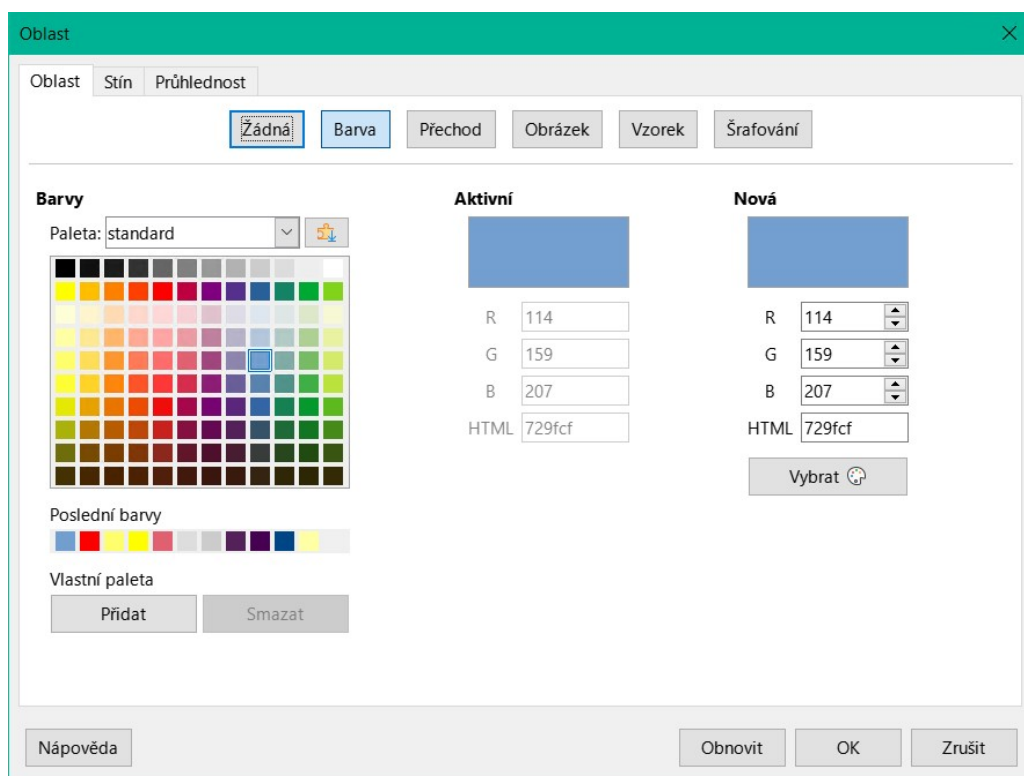 Oblast
Oblast Stín Průhlednost
Žádná Barva Přechod Obrázek Vzorek Šrafování
Barvy
Paleta: standard
Poslední barvy
Vlastní paleta
Přidat Smazat
Aktivní
R 114
G 159
B 207
HTML 729fcf
Nová
R 114
G 159
B 207
HTML 729fcf
Vybrat
Nápověda Obnovit OK Zrušit